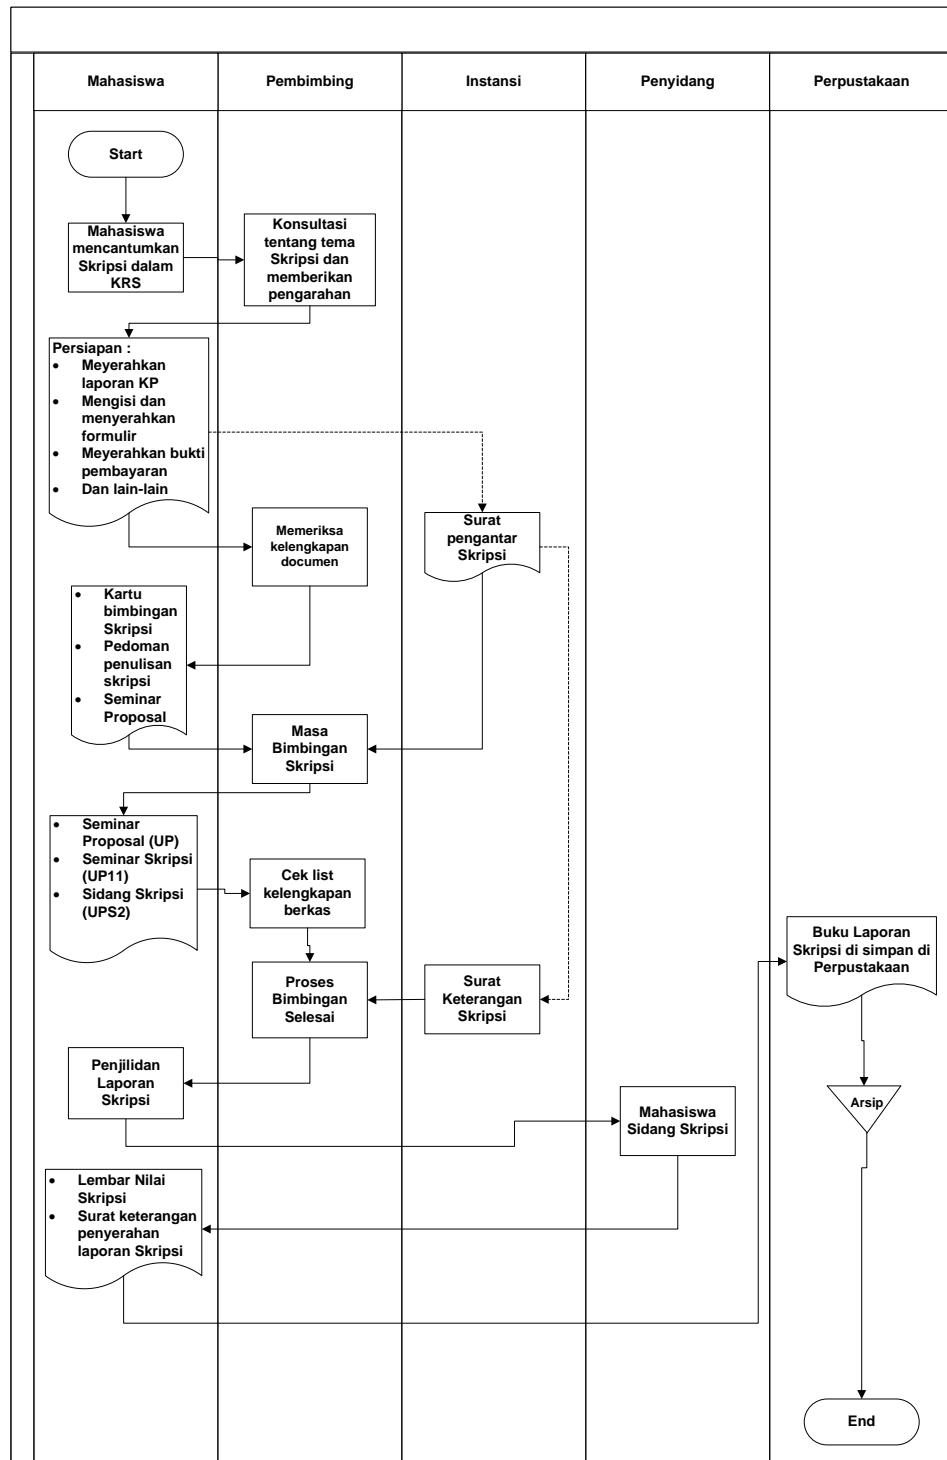 Mahasiswa
Pembimbing
Instansi
Penyidang
Perpustakaan
Start
Mahasiswa
mencantumkan
Skripsi dalam
KRS
Konsultasi
tentang tema
Skripsi dan
memberikan
pengarahan
Persiapan :
• Meyerahkan
laporan KP
• Mengisi dan
menyerahkan
formulir
• Meyerahkan bukti
pembayaran
• Dan lain-lain
Memeriksa
kelengkapan
documen
Surat
pengantar
Skripsi
• Kartu
bimbingan
Skripsi
• Pedoman
penulisan
skripsi
• Seminar
Proposal
Masa
Bimbingan
Skripsi
• Seminar
Proposal (UP)
• Seminar Skripsi
(UP11)
• Sidang Skripsi
(UPS2)
Cek list
kelengkapan
berkas
Proses
Bimbingan
Selesai
Surat
Keterangan
Skripsi
Buku Laporan
Skripsi di simpan di
Perpustakaan
Penjilidan
Laporan
Skripsi
Mahasiswa
Sidang Skripsi
Arsip
• Lembar Nilai
Skripsi
• Surat keterangan
penyerahan
laporan Skripsi
End